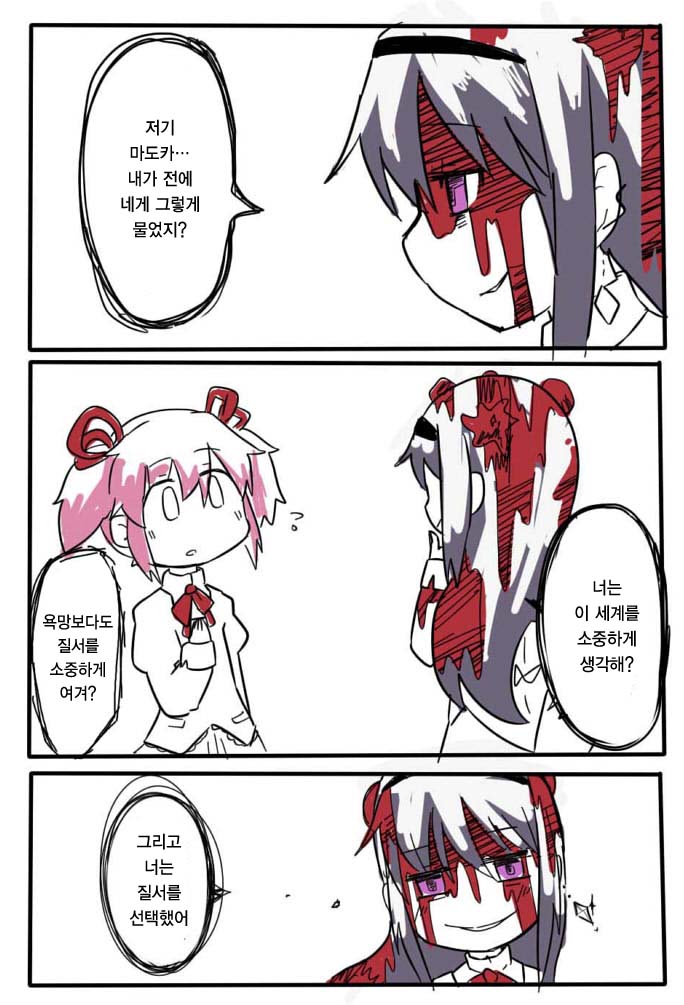 저기
마도카…
내가 전에
네게 그렇게
물었지?
너는
이 세계를
소중하게
생각해?
욕망보다도
질서를
소중하게
여겨?
?
그리고
너는
질서를
선택했어